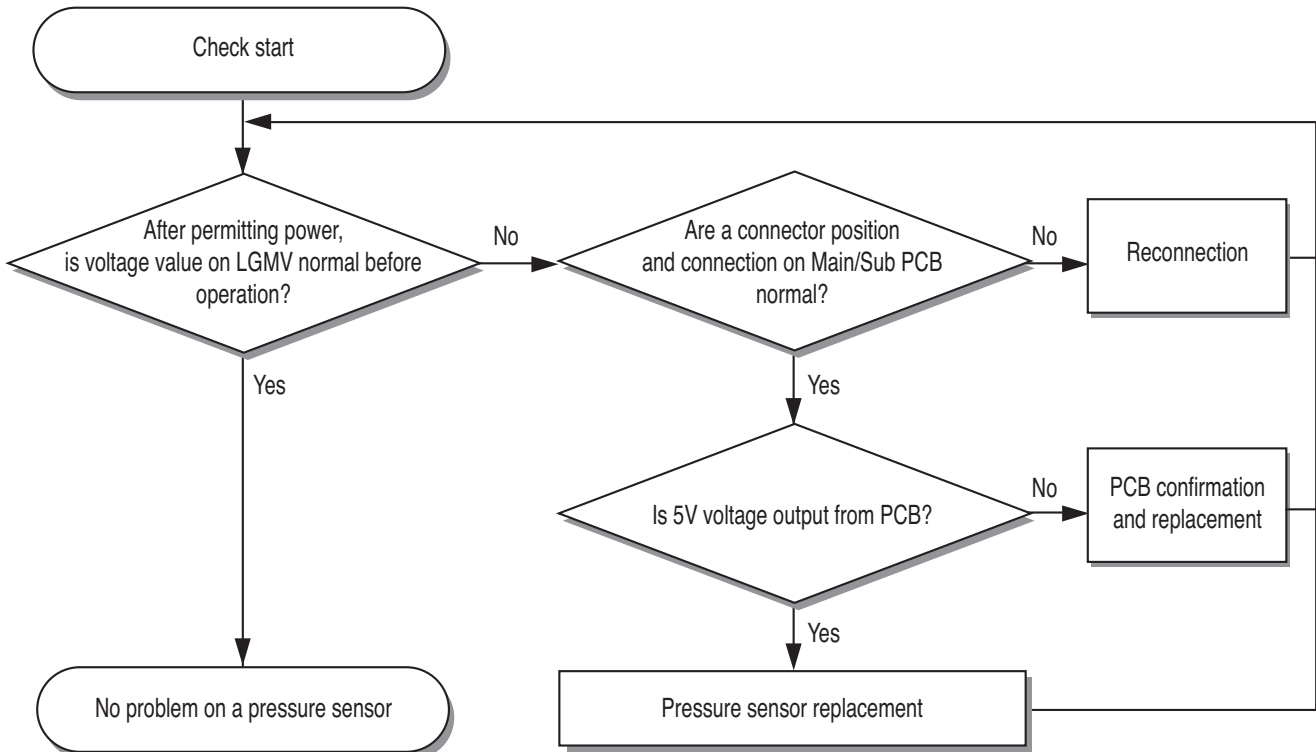 Check start
After permitting power,
is voltage value on LGMV normal before
operation?
No
Are a connector position
and connection on Main/Sub PCB
normal?
No
Reconnection
Yes
Yes
Is 5V voltage output from PCB?
No
PCB confirmation
and replacement
Yes
No problem on a pressure sensor
Pressure sensor replacement